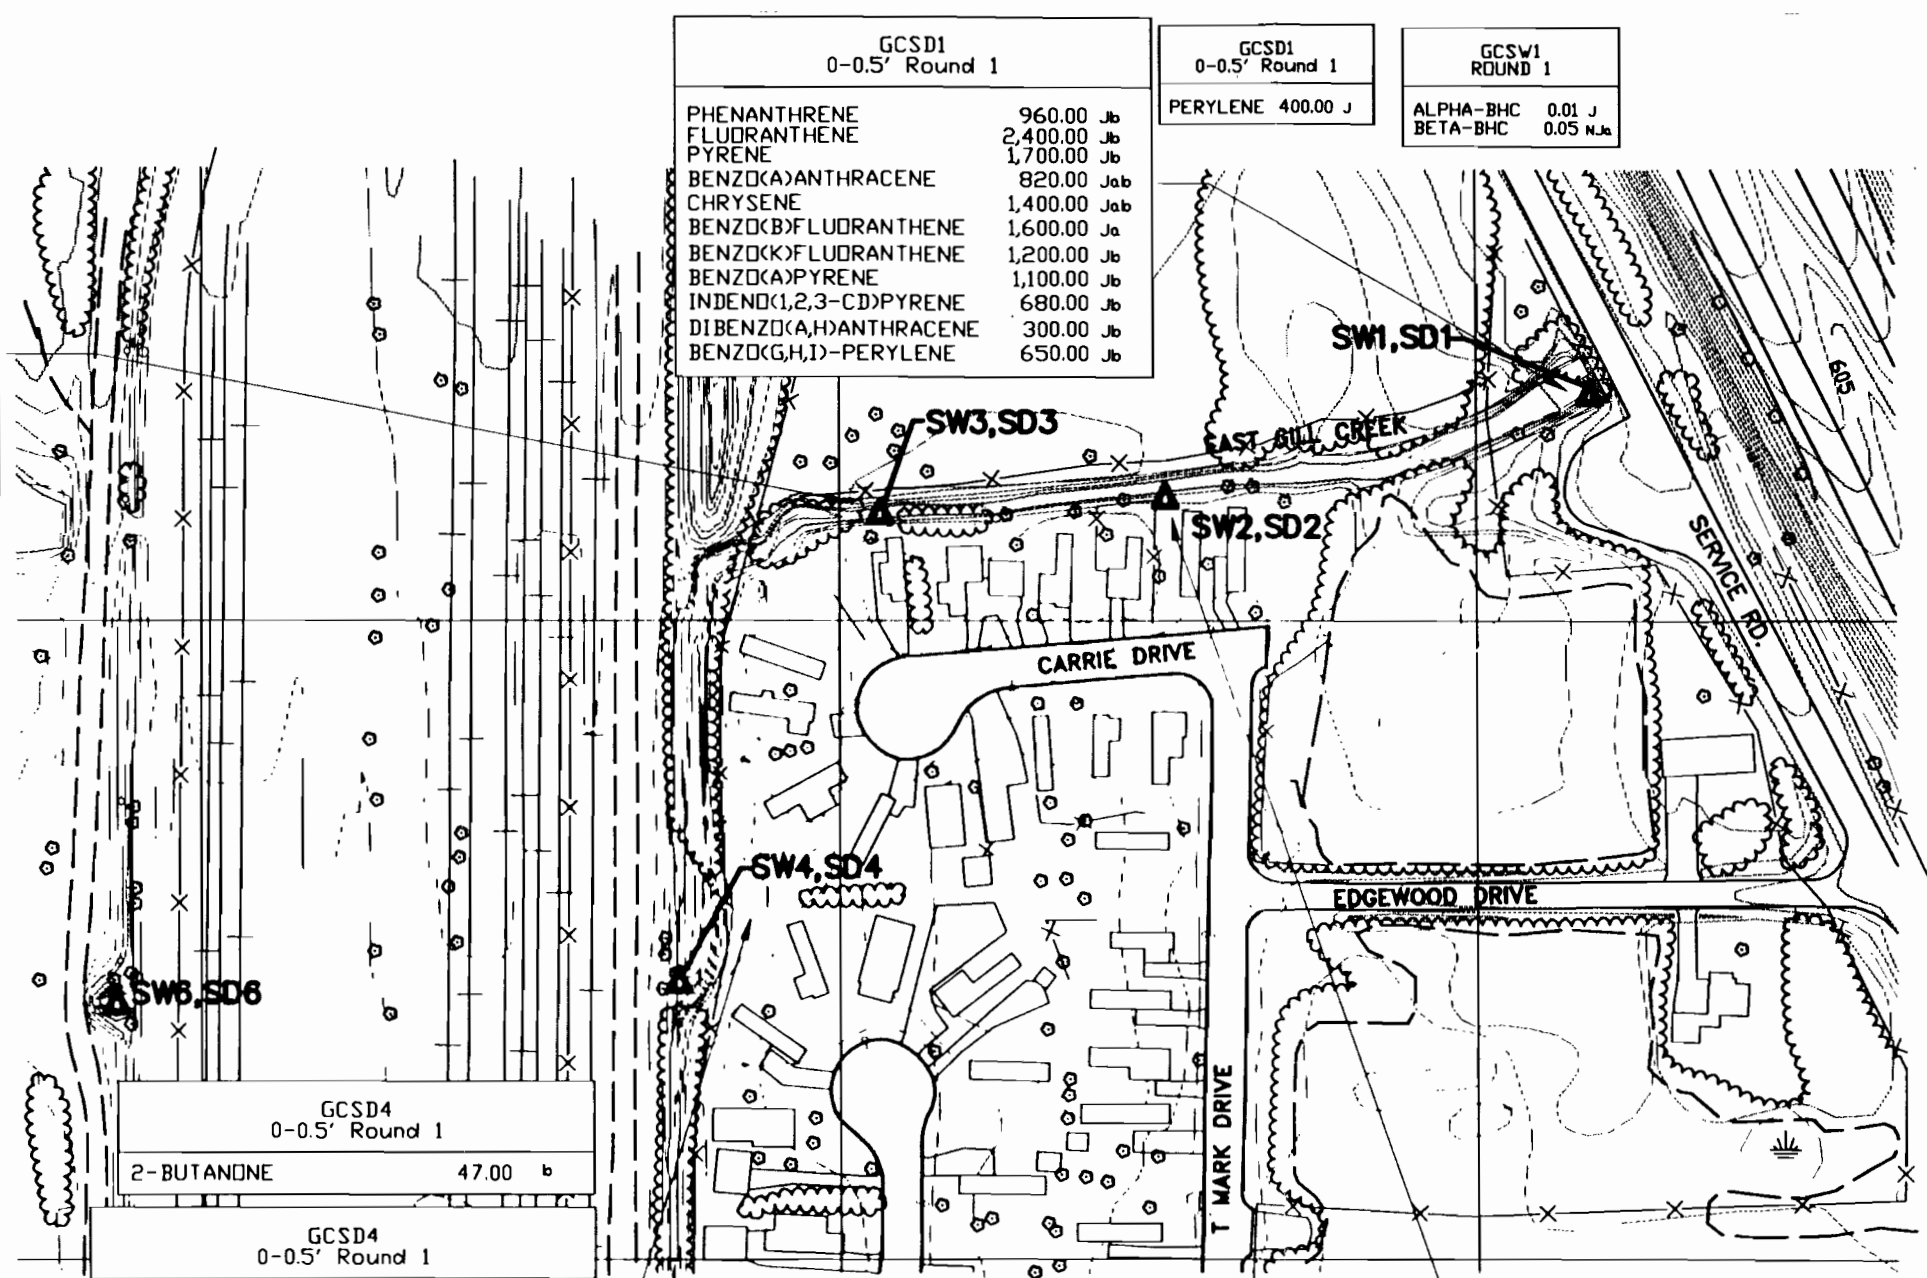 GCSD1
0-0.5' Round 1
PHENANTHRENE 960.00 Jb
FLUORANTHENE 2,400.00 Jb
PYRENE 1,700.00 Jb
BENZO(A)ANTHRACENE 820.00 Jab
CHRYSENE 1,400.00 Jab
BENZO(B)FLUORANTHENE 1,600.00 Ja
BENZO(K)FLUORANTHENE 1,200.00 Jb
BENZO(A)PYRENE 1,100.00 Jb
INDENO(1,2,3-CD)PYRENE 680.00 Jb
DIBENZO(A,H)ANTHRACENE 300.00 Jb
BENZO(G,H,I)-PERYLENE 650.00 Jb
GCSD1
0-0.5' Round 1
PERYLENE 400.00 J
GCSW1
ROUND 1
ALPHA-BHC 0.01 J
BETA-BHC 0.05 NJa
SW1,SD1
605
SW3,SD3
EAST GILL CREEK
SW2,SD2
SERVICE RD.
CARRIE DRIVE
SW4,SD4
EDGEWOOD DRIVE
SW6,SD6
T MARK DRIVE
GCSD4
0-0.5' Round 1
2-BUTANONE 47.00 b
GCSD4
0-0.5' Round 1